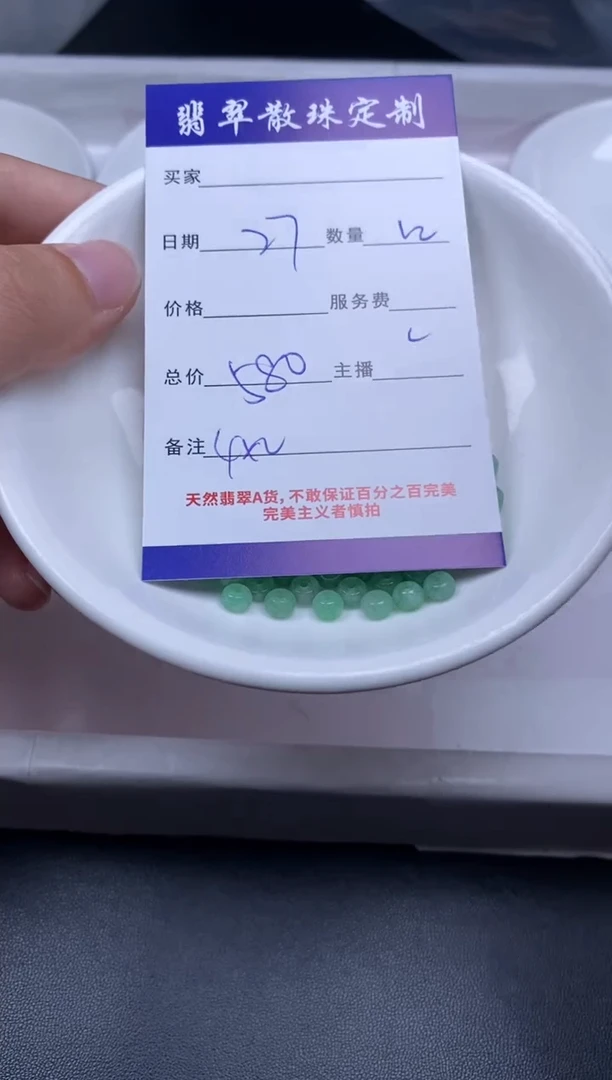 翡翠散珠定制
买家
日期 27 数量
价格 服务费
总价 580 主播
备注
天然翡翠A货,不敢保证百分之百完美
完美主义者慎拍